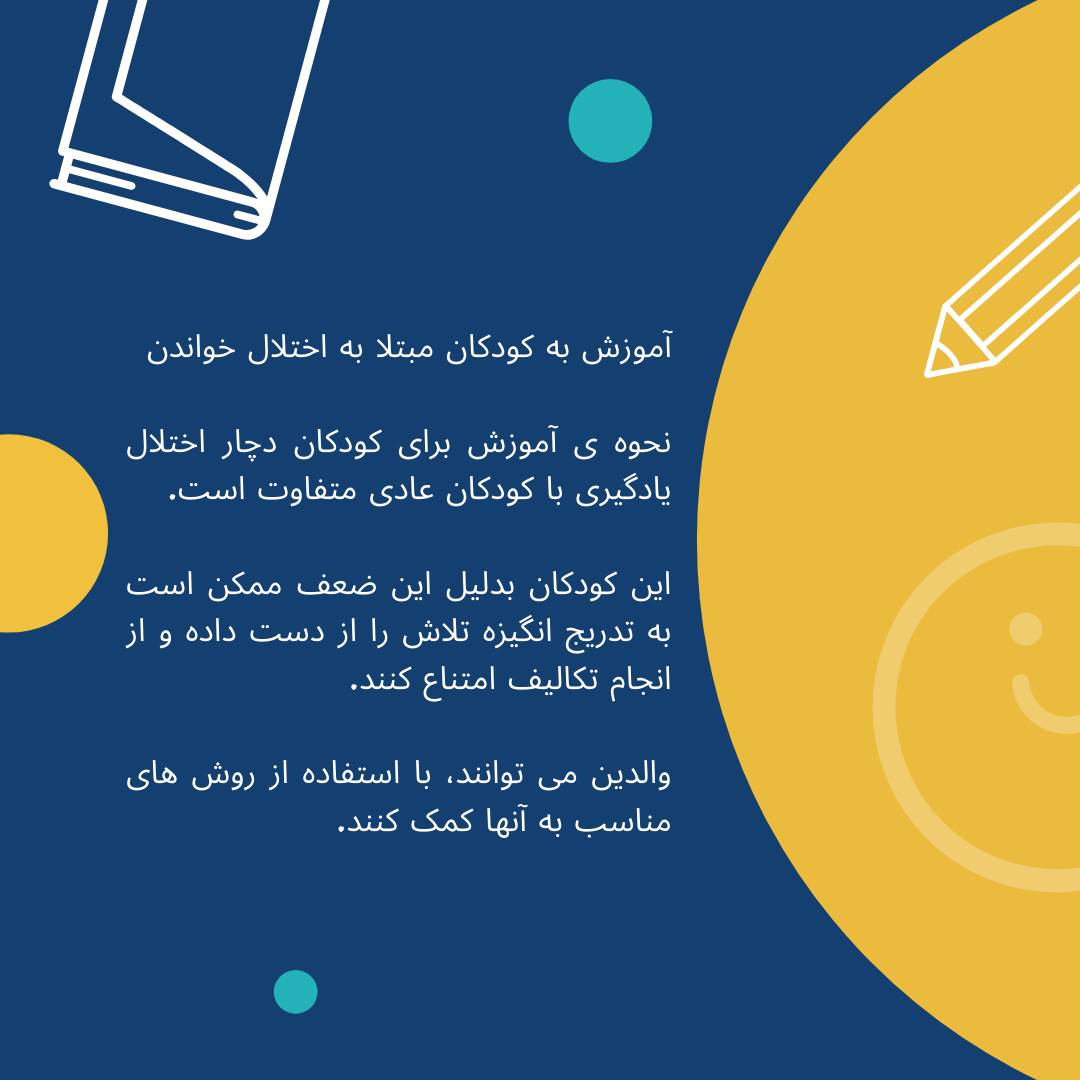 آموزش به کودکان مبتلا به اختلال خواندن
نحوه ی آموزش برای کودکان دچار اختلال
یادگیری با کودکان عادی متفاوت است.
این کودکان بدلیل این ضعف ممکن است
به تدریج انگیزه تلاش را از دست داده و از
انجام تکالیف امتناع کنند.
والدین می توانند، با استفاده از روش های
مناسب به آنها کمک کنند.